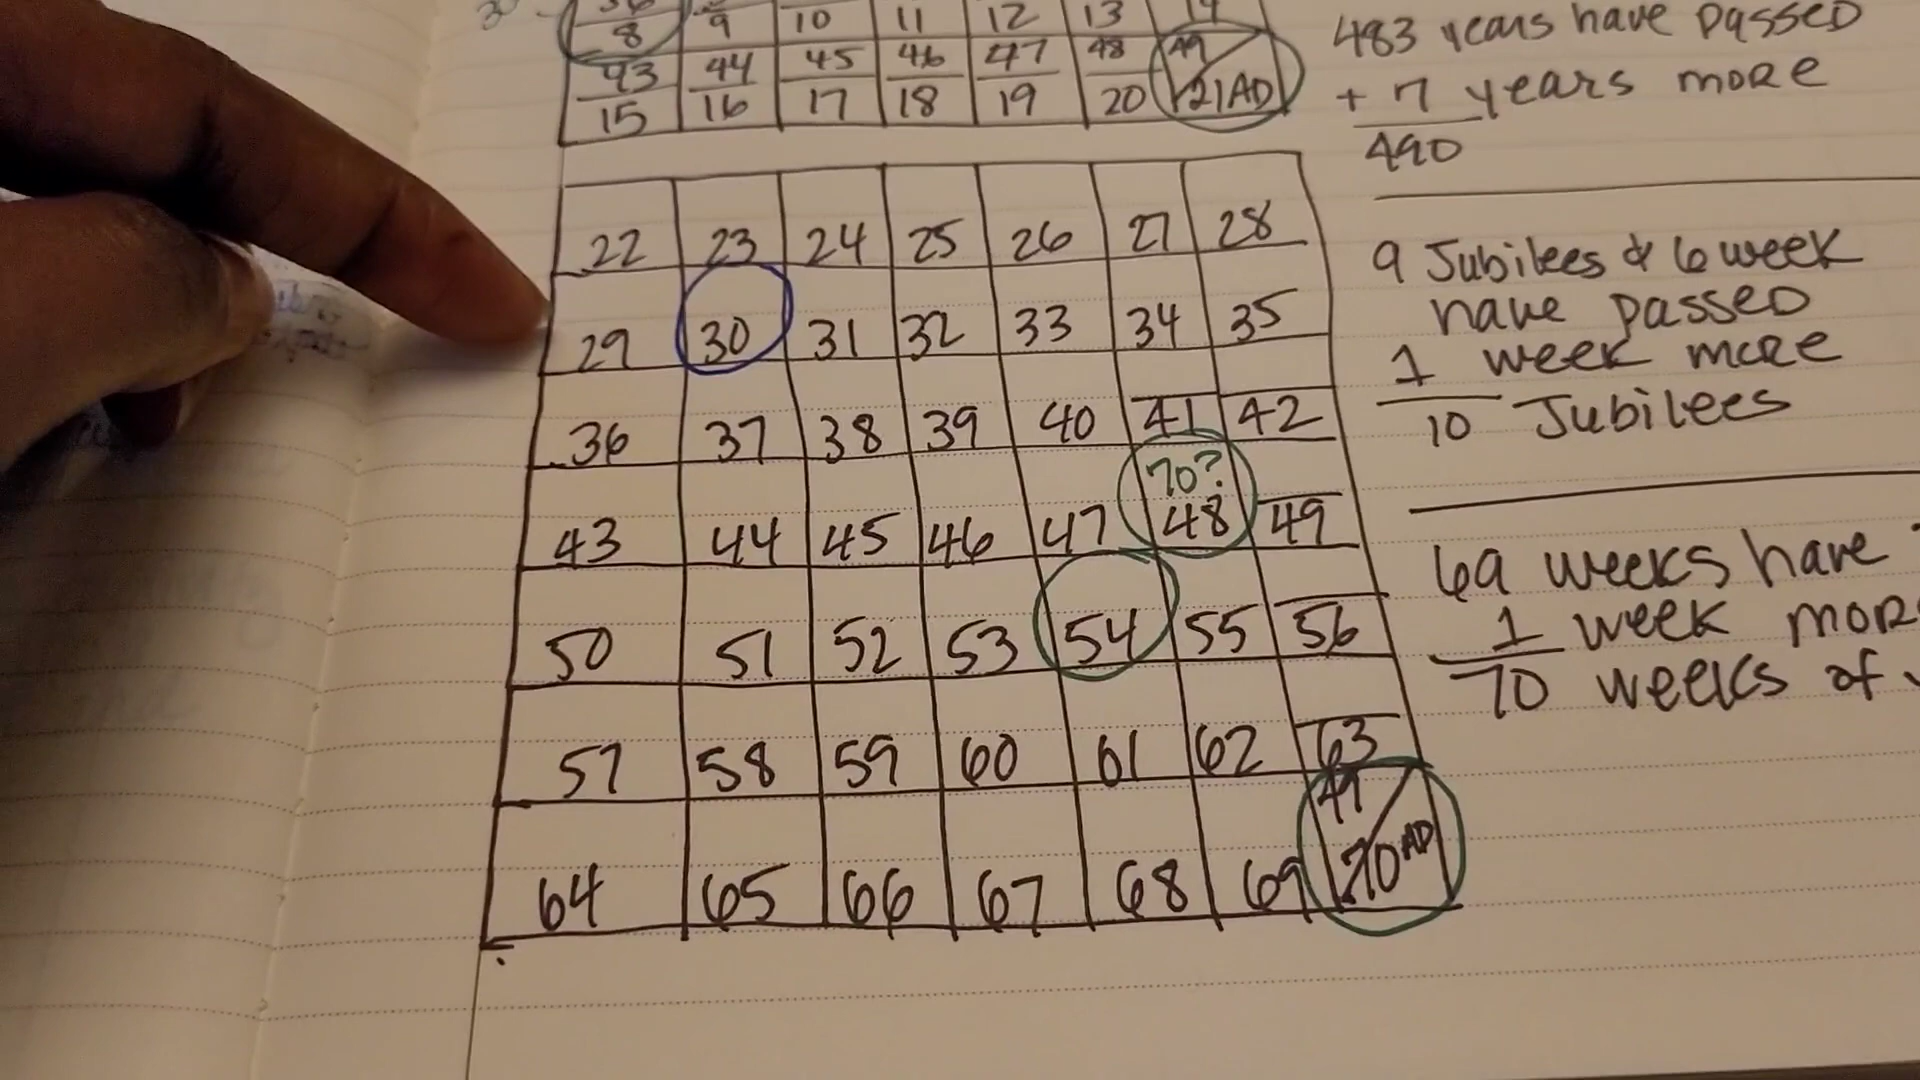 8 9 10 11 12 13 14
93 44 45 46 47 48 49
15 16 17 18 19 20 21AD
22 23 24 25 26 27 28
29 30 31 32 33 34 35
36 37 38 39 40 41 42
70?
43 44 45 46 47 48 49
50 51 52 53 54 55 56
57 58 59 60 61 62 63
49
64 65 66 67 68 69 70AD
483 years have passed
+ 7 years more
490
9 Jubilees & 6 week
have passed
1 week more
10 Jubilees
69 weeks have
1 week more
70 weeks of